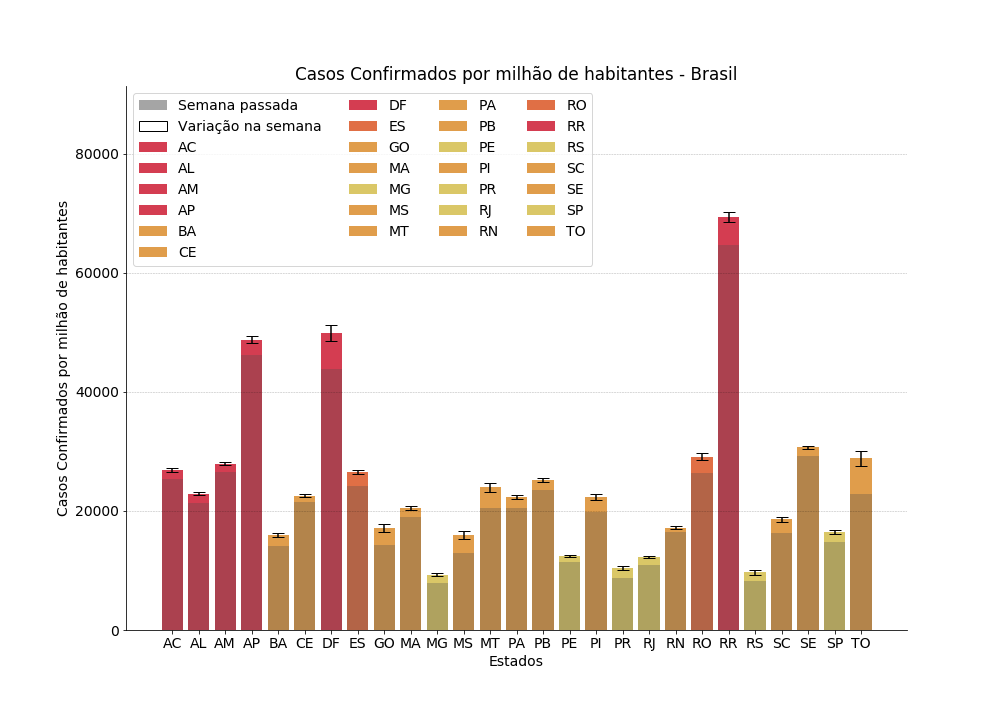 Casos Confirmados por milhão de habitantes - Brasil
Semana passada
Variação na semana
AC
AL
AM
AP
BA
CE
DF
ES
GO
MA
MG
MS
MT
PA
PB
PE
PI
PR
RJ
RN
RO
RR
RS
SC
SE
SP
TO
Casos Confirmados por milhão de habitantes
80000
60000
40000
20000
0
AC AL AM AP BA CE DF ES GO MA MG MS MT PA PB PE PI PR RJ RN RO RR RS SC SE SP TO
Estados